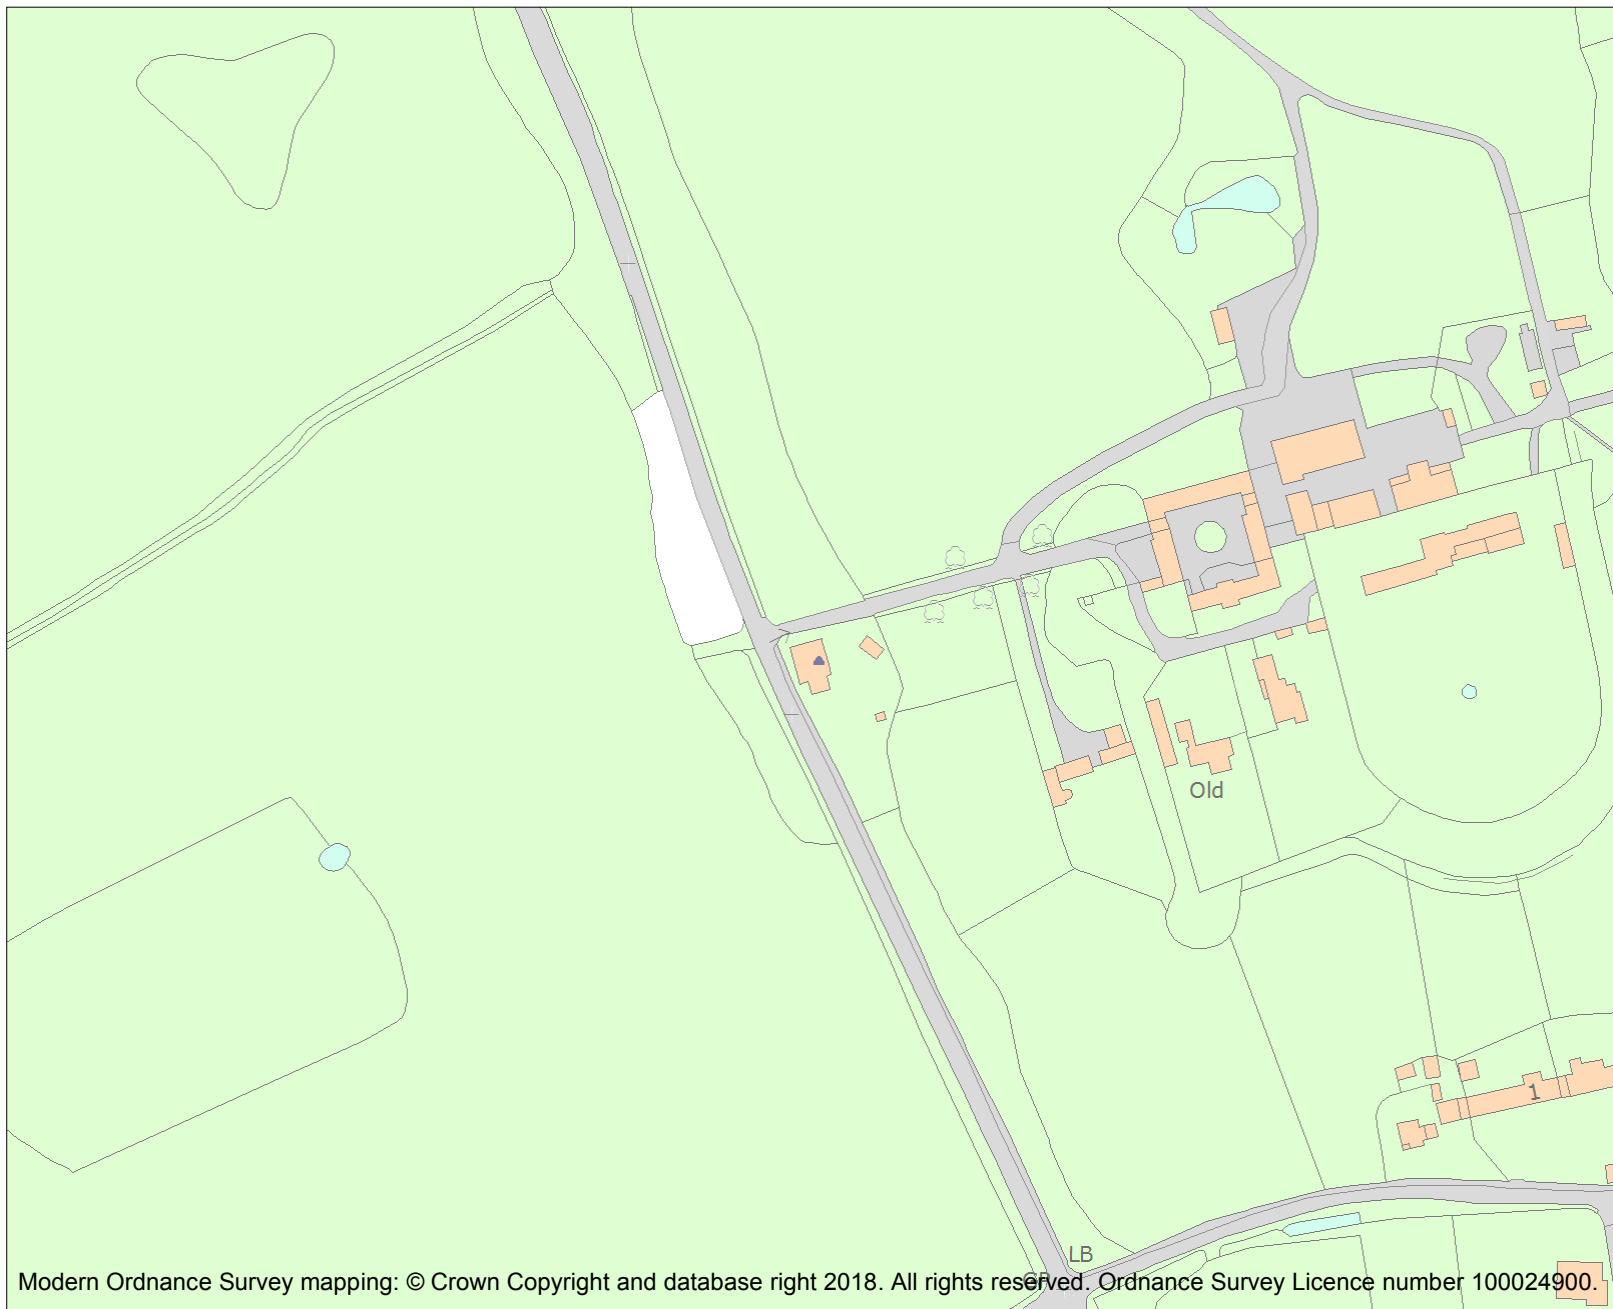 Old
1
LB
GP
Modern Ordnance Survey mapping: © Crown Copyright and database right 2018. All rights reserved. Ordnance Survey Licence number 100024900.